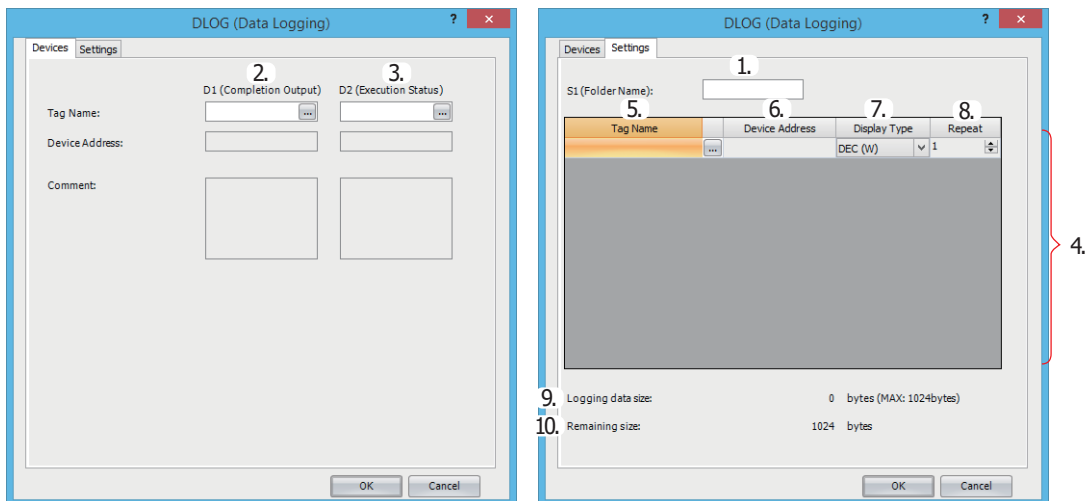 DLOG (Data Logging)
? ×
Devices Settings
2. 3.
D1 (Completion Output) D2 (Execution Status)
Tag Name: ... ...
Device Address:
Comment:
OK Cancel
DLOG (Data Logging)
? ×
Devices Settings
1.
S1 (Folder Name):
5. 6. 7. 8.
Tag Name Device Address Display Type Repeat
... DEC (W) 1
4.
9. Logging data size: 0 bytes (MAX: 1024bytes)
10. Remaining size: 1024 bytes
OK Cancel